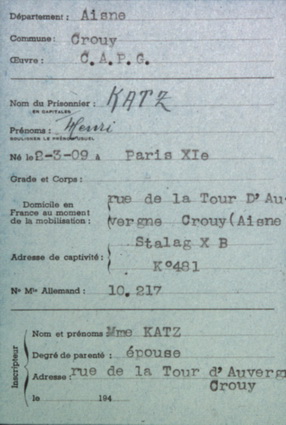 Département : Aisne
Commune : Crouy
Œuvre : C.A.P.G.
Nom du Prisonnier : KATZ
EN CAPITALES
Prénoms : Henri
SOULIGNER LE PRÉNOM USUEL
Né le 2-3-09 A Paris XIe
Grade et Corps :
Domicile en France au moment de la mobilisation : rue de la Tour D'Au
vergne Crouy(Aisne
Adresse de captivité : Stalag X B
K°481
N° Mle Allemand : 10.217
Inscripteur
Nom et prénoms Mme KATZ
Degré de parenté : épouse
Adresse : rue de la Tour d'Auverg
Crouy
le 194